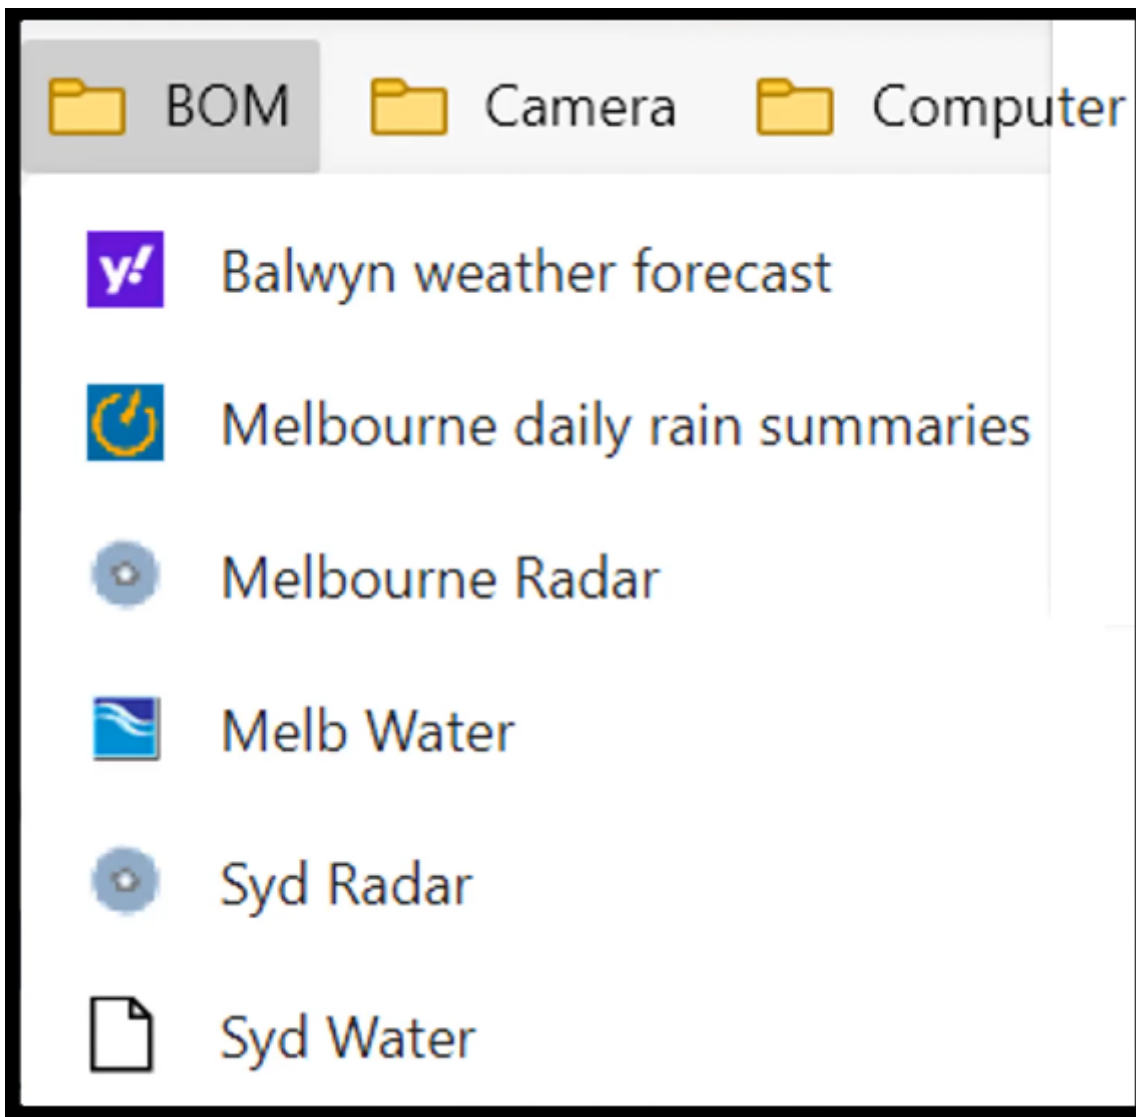 BOM Camera Computer
y! Balwyn weather forecast
Melbourne daily rain summaries
Melbourne Radar
Melb Water
Syd Radar
Syd Water